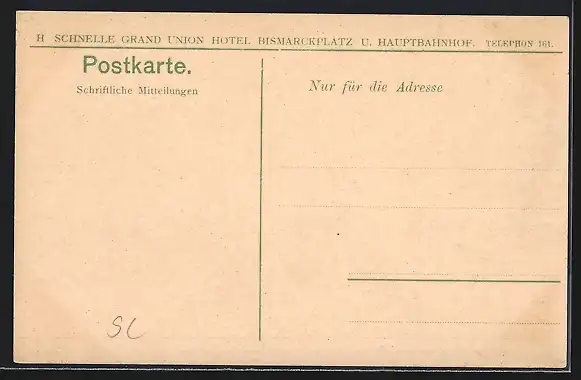 H SCHNELLE GRAND UNION HOTEL BISMARCKPLATZ U. HAUPTBAHNHOF. TELEPHON 161.
Postkarte.
Schriftliche Mitteilungen
Nur für die Adresse
SC